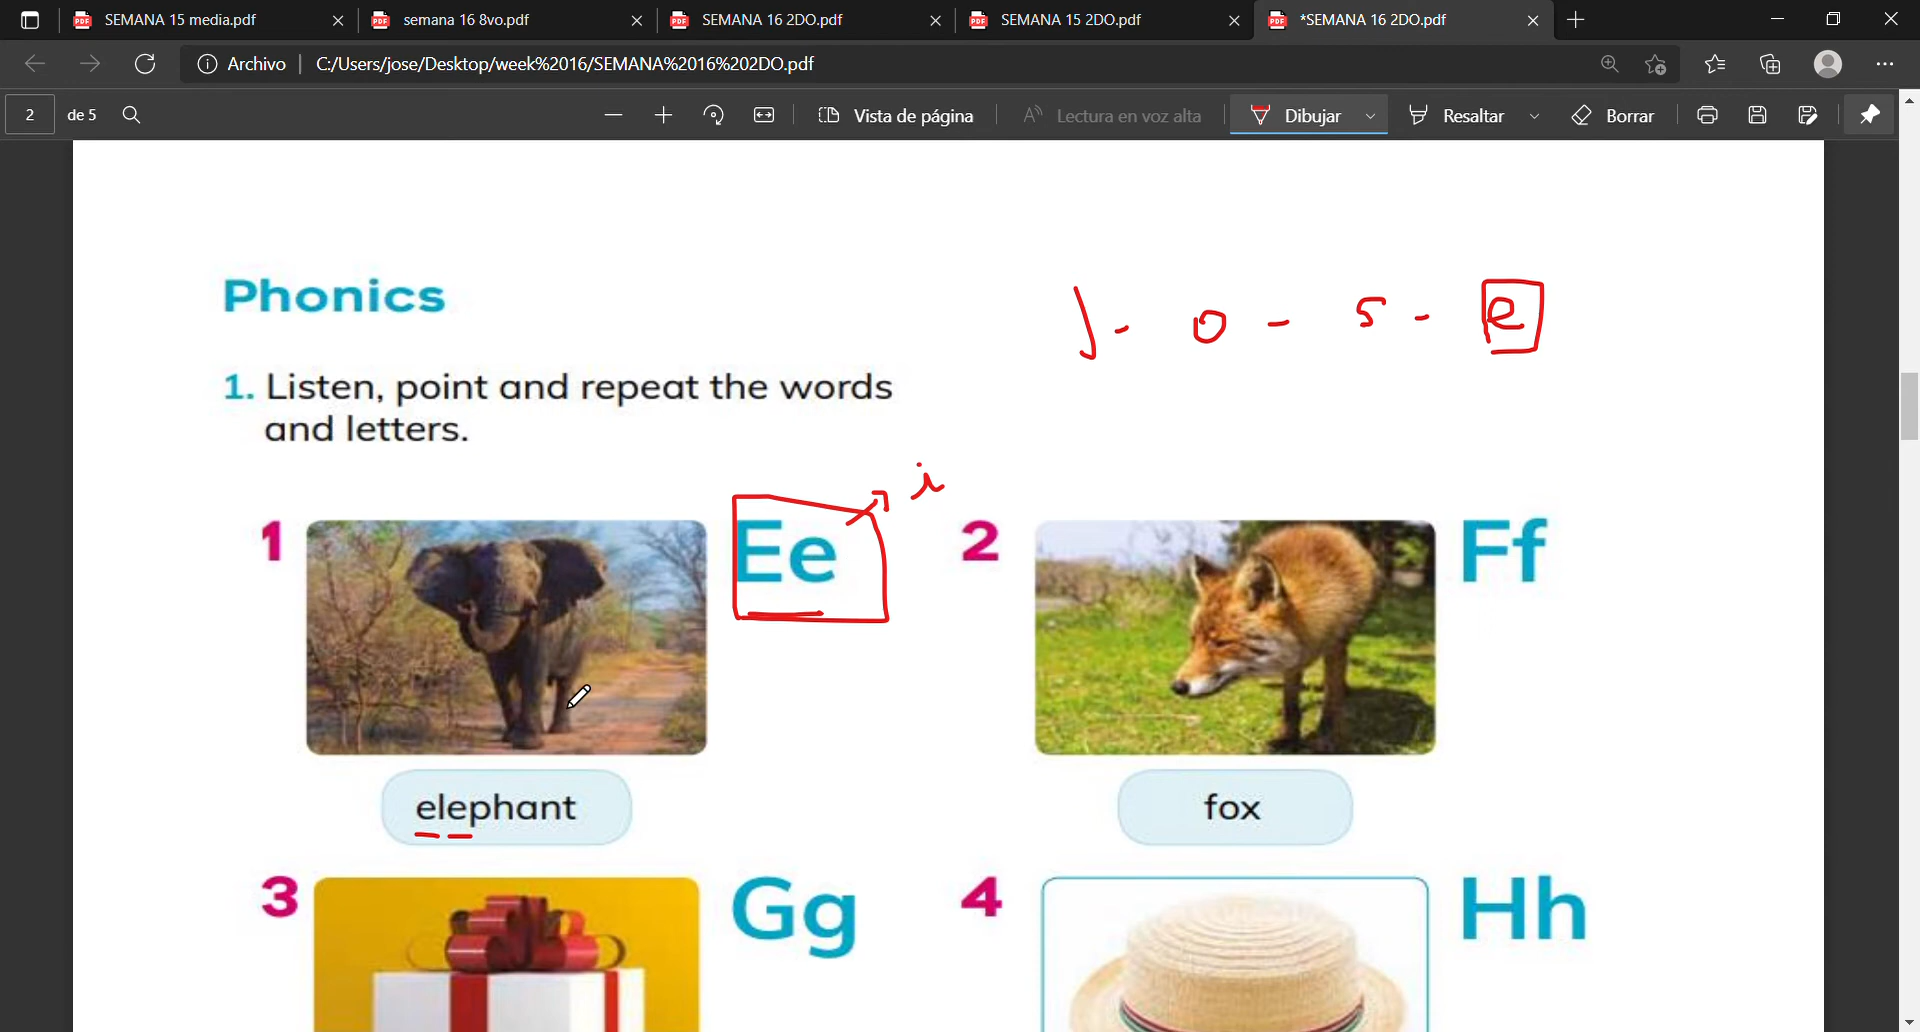 SEMANA 15 media.pdf
semana 16 8vo.pdf
SEMANA 16 2DO.pdf
SEMANA 15 2DO.pdf
*SEMANA 16 2DO.pdf
Archivo
C:/Users/jose/Desktop/week%2016/SEMANA%2016%202DO.pdf
2 de 5
Vista de página
Lectura en voz alta
Dibujar
Resaltar
Borrar
Phonics
J - o - s - e
1. Listen, point and repeat the words
and letters.
i
1
Ee
2
Ff
elephant
fox
3
Gg
4
Hh